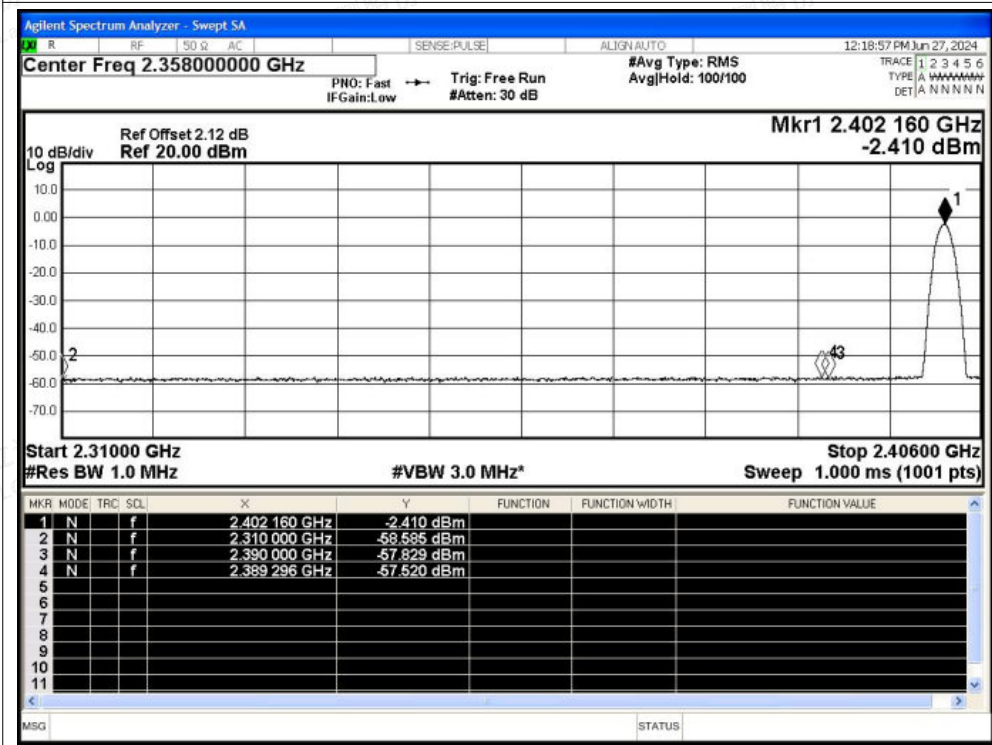 Agilent Spectrum Analyzer - Swept SA
LXI R RF 50 Ω AC SENSE:PULSE ALIGN AUTO 12:18:57 PM Jun 27, 2024
Center Freq 2.358000000 GHz
#Avg Type: RMS
TRACE 1 2 3 4 5 6
PNO: Fast Trig: Free Run Avg|Hold: 100/100
TYPE A
IFGain:Low #Atten: 30 dB
DET A N N N N N
Mkr1 2.402 160 GHz
Ref Offset 2.12 dB
10 dB/div Ref 20.00 dBm -2.410 dBm
Log
10.0
1
0.00
-10.0
-20.0
-30.0
-40.0
-50.0 2 43
-60.0
-70.0
Start 2.31000 GHz Stop 2.40600 GHz
#Res BW 1.0 MHz #VBW 3.0 MHz* Sweep 1.000 ms (1001 pts)
MKR MODE TRC SCL X Y FUNCTION FUNCTION WIDTH FUNCTION VALUE
1 N f 2.402 160 GHz -2.410 dBm
2 N f 2.310 000 GHz -58.585 dBm
3 N f 2.390 000 GHz -57.829 dBm
4 N f 2.389 296 GHz -57.520 dBm
5
6
7
8
9
10
11
MSG STATUS